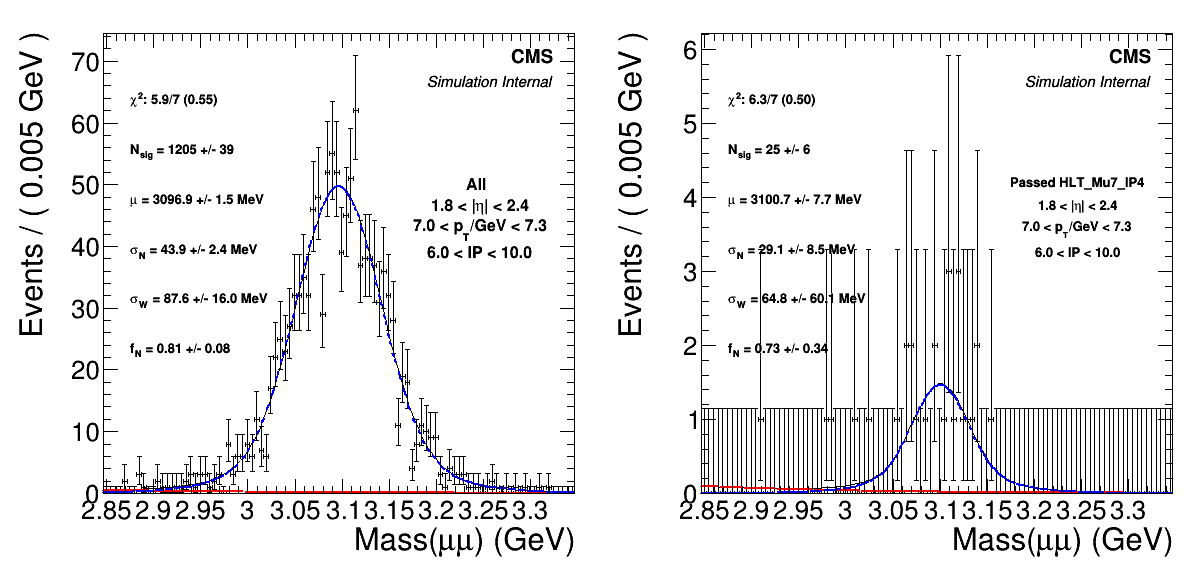 Events / ( 0.005 GeV )
70
60
50
40
30
20
10
0
CMS
Simulation Internal
χ²: 5.9/7 (0.55)
N_sig = 1205 +/- 39
μ = 3096.9 +/- 1.5 MeV
σ_N = 43.9 +/- 2.4 MeV
σ_W = 87.6 +/- 16.0 MeV
f_N = 0.81 +/- 0.08
All
1.8 < |η| < 2.4
7.0 < p_T/GeV < 7.3
6.0 < IP < 10.0
2.85 2.9 2.95 3 3.05 3.1 3.15 3.2 3.25 3.3
Mass(μμ) (GeV)
Events / ( 0.005 GeV )
6
5
4
3
2
1
0
CMS
Simulation Internal
χ²: 6.3/7 (0.50)
N_sig = 25 +/- 6
μ = 3100.7 +/- 7.7 MeV
σ_N = 29.1 +/- 8.5 MeV
σ_W = 64.8 +/- 60.1 MeV
f_N = 0.73 +/- 0.34
Passed HLT_Mu7_IP4
1.8 < |η| < 2.4
7.0 < p_T/GeV < 7.3
6.0 < IP < 10.0
2.85 2.9 2.95 3 3.05 3.1 3.15 3.2 3.25 3.3
Mass(μμ) (GeV)